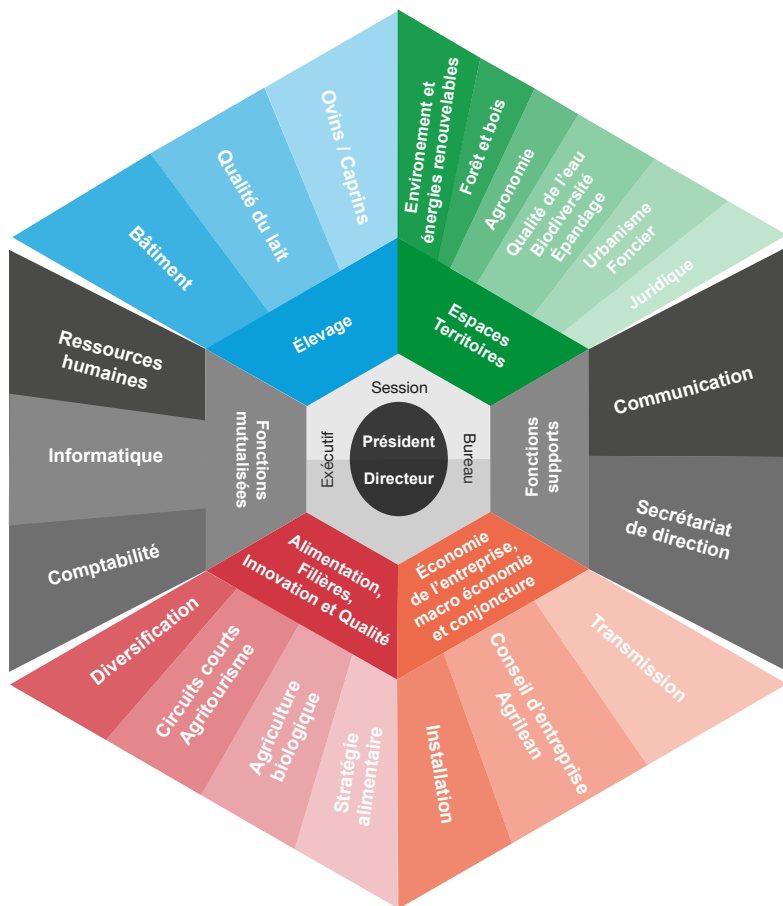 Ovins / Caprins
Qualité du lait
Bâtiment
Élevage
Environement et
énergies renouvelables
Forêt et bois
Agronomie
Qualité de l'eau
Biodiversité
Épandage
Urbanisme
Foncier
Juridique
Espaces
Territoires
Ressources
humaines
Informatique
Comptabilité
Fonctions
mutualisées
Session
Exécutif
Président
Directeur
Bureau
Fonctions
supports
Communication
Secrétariat
de direction
Alimentation,
Filières,
Innovation et Qualité
Économie
de l'entreprise,
macro économie
et conjoncture
Diversification
Circuits courts
Agritourisme
Agriculture
biologique
Stratégie
alimentaire
Installation
Conseil d'entreprise
Agrilean
Transmission